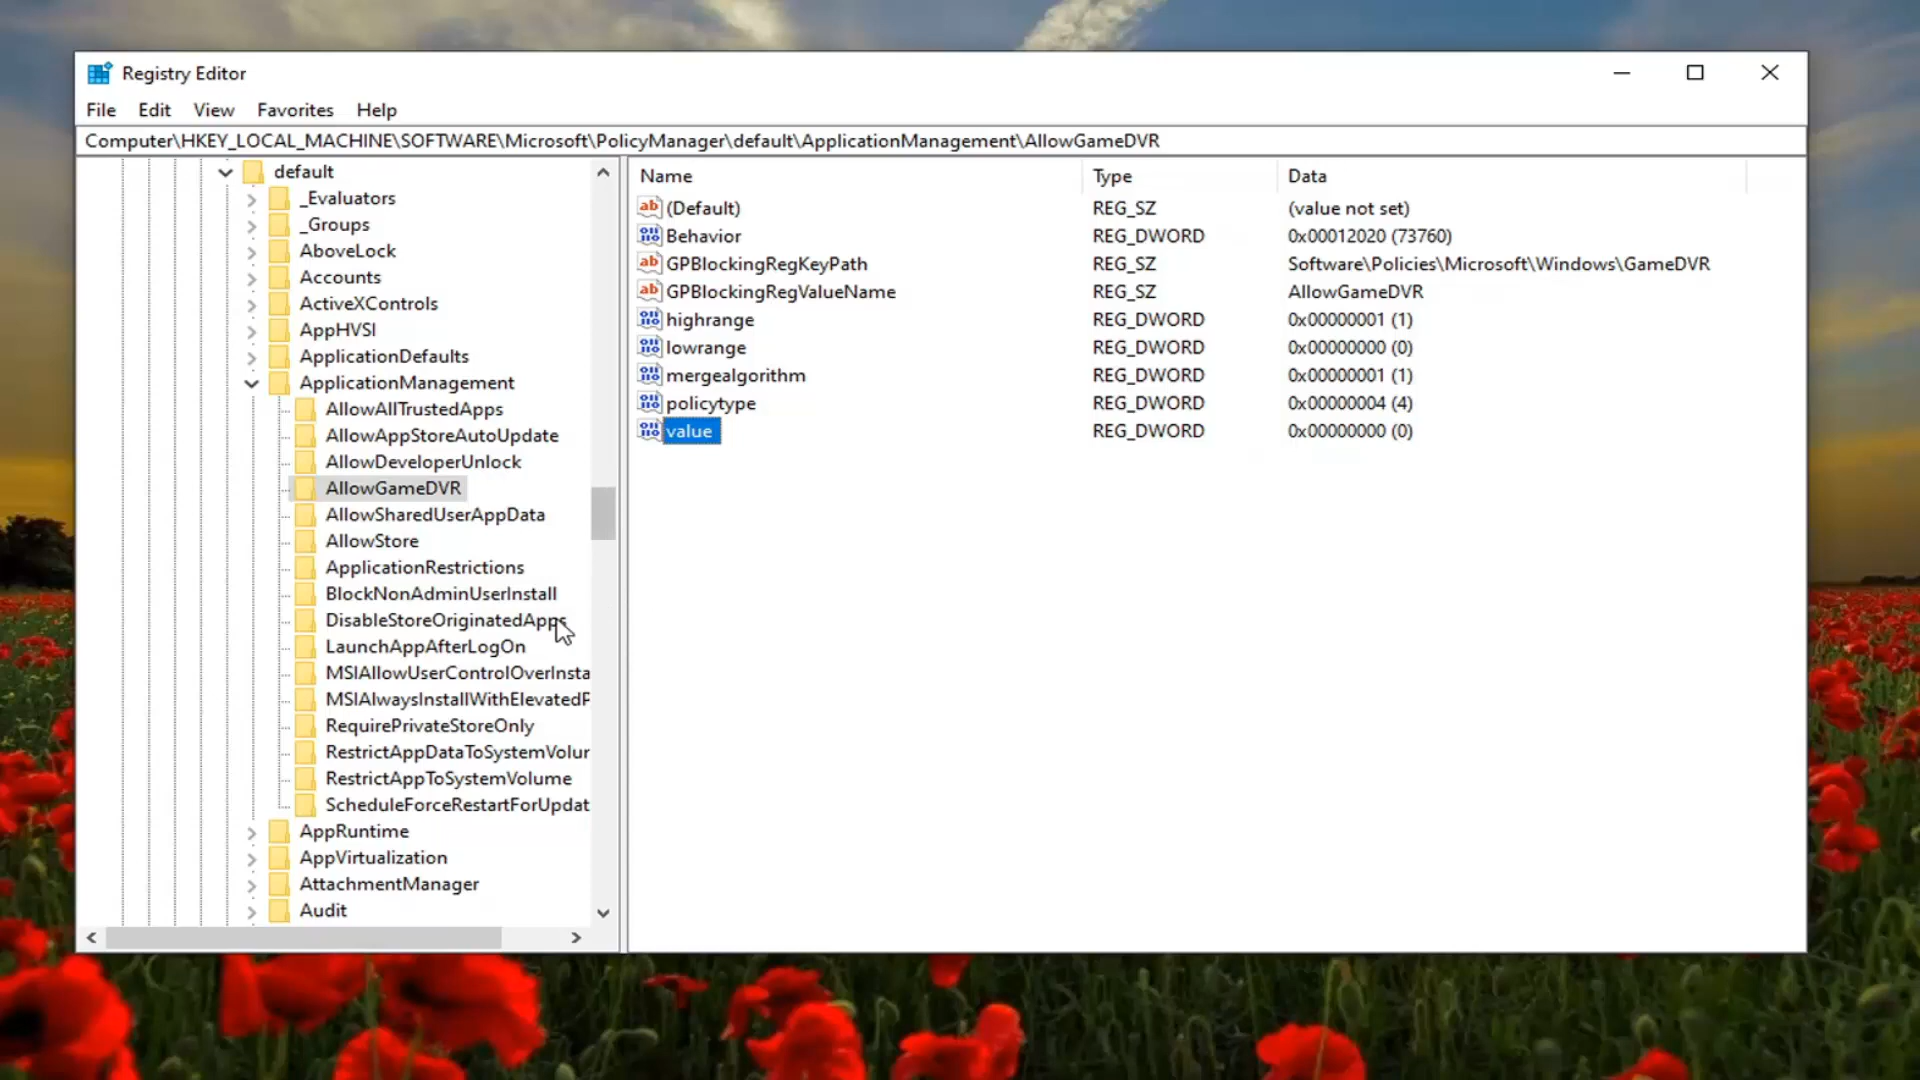 Registry Editor
File Edit View Favorites Help
Computer\HKEY_LOCAL_MACHINE\SOFTWARE\Microsoft\PolicyManager\default\ApplicationManagement\AllowGameDVR
default
_Evaluators
_Groups
AboveLock
Accounts
ActiveXControls
AppHVSI
ApplicationDefaults
ApplicationManagement
AllowAllTrustedApps
AllowAppStoreAutoUpdate
AllowDeveloperUnlock
AllowGameDVR
AllowSharedUserAppData
AllowStore
ApplicationRestrictions
BlockNonAdminUserInstall
DisableStoreOriginatedApps
LaunchAppAfterLogOn
MSIAllowUserControlOverInsta
MSIAlwaysInstallWithElevatedP
RequirePrivateStoreOnly
RestrictAppDataToSystemVolur
RestrictAppToSystemVolume
ScheduleForceRestartForUpdat
AppRuntime
AppVirtualization
AttachmentManager
Audit
Name Type Data
(Default) REG_SZ (value not set)
Behavior REG_DWORD 0x00012020 (73760)
GPBlockingRegKeyPath REG_SZ Software\Policies\Microsoft\Windows\GameDVR
GPBlockingRegValueName REG_SZ AllowGameDVR
highrange REG_DWORD 0x00000001 (1)
lowrange REG_DWORD 0x00000000 (0)
mergealgorithm REG_DWORD 0x00000001 (1)
policytype REG_DWORD 0x00000004 (4)
value REG_DWORD 0x00000000 (0)